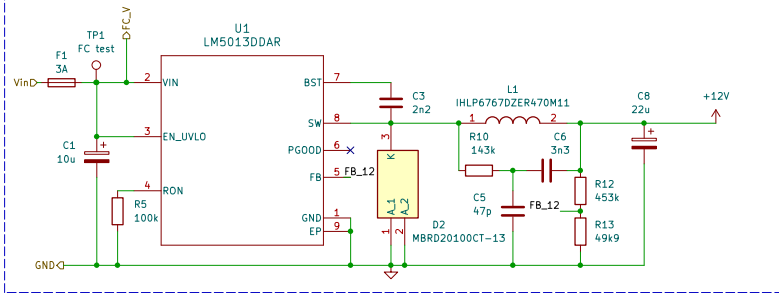 FC_V
TP1
FC test
U1
LM5013DDAR
F1
3A
Vin
2
VIN
BST
7
C3
2n2
L1
IHLP6767DZER470M11
1
2
C8
22u
+12V
SW
8
3
EN_UVLO
C1
10u
PGOOD
6
3
K
R10
143k
C6
3n3
FB
5
FB_12
4
RON
R5
100k
A_1
A_2
1
2
C5
47p
FB_12
R12
453k
GND
1
EP
9
D2
MBRD20100CT-13
R13
49k9
GND